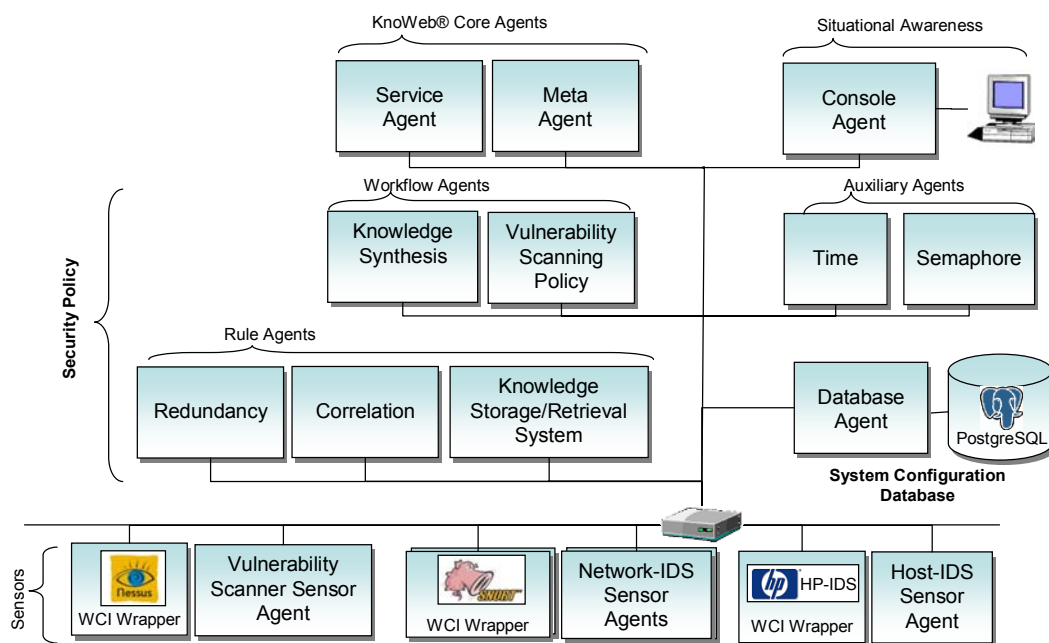 KnoWeb® Core Agents
Situational Awareness
Service
Agent
Meta
Agent
Console
Agent
Workflow Agents
Auxiliary Agents
Knowledge
Synthesis
Vulnerability
Scanning
Policy
Time
Semaphore
Security Policy
Rule Agents
Redundancy
Correlation
Knowledge
Storage/Retrieval
System
Database
Agent
PostgreSQL
System Configuration
Database
Sensors
Nessus
WCI Wrapper
Vulnerability
Scanner Sensor
Agent
SNORT
WCI Wrapper
Network-IDS
Sensor
Agents
hp HP-IDS
WCI Wrapper
Host-IDS
Sensor
Agent